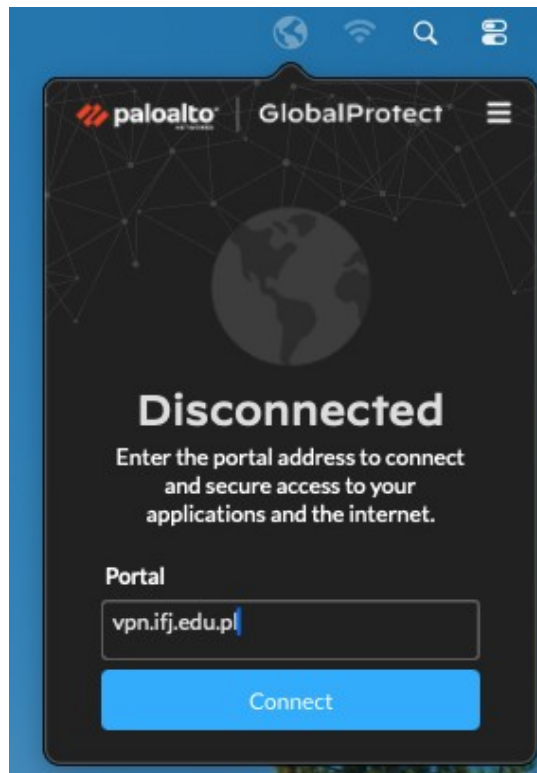 paloalto GlobalProtect
NETWORKS
Disconnected
Enter the portal address to connect
and secure access to your
applications and the internet.
Portal
vpn.ifj.edu.pl
Connect